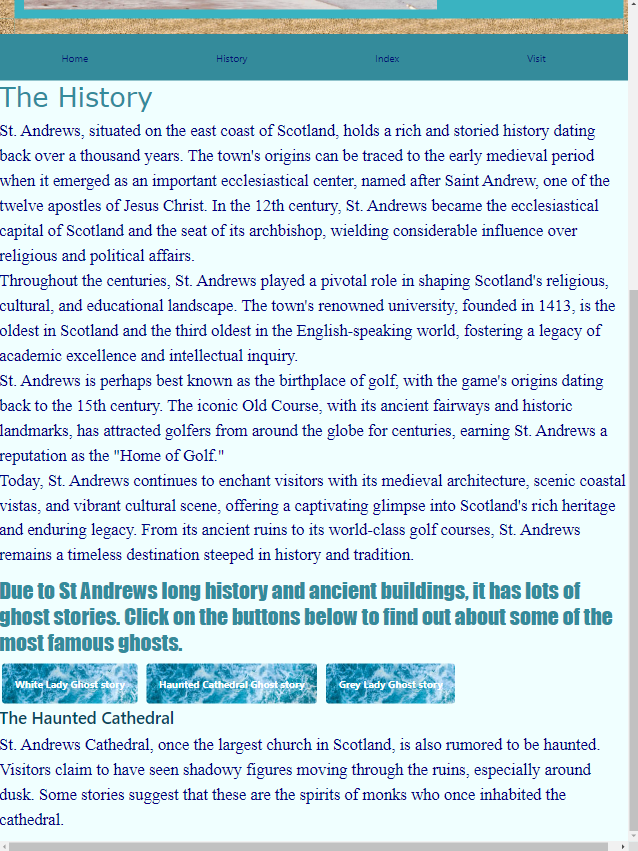 Home History Index Visit
The History
St. Andrews, situated on the east coast of Scotland, holds a rich and storied history dating
back over a thousand years. The town's origins can be traced to the early medieval period
when it emerged as an important ecclesiastical center, named after Saint Andrew, one of the
twelve apostles of Jesus Christ. In the 12th century, St. Andrews became the ecclesiastical
capital of Scotland and the seat of its archbishop, wielding considerable influence over
religious and political affairs.
Throughout the centuries, St. Andrews played a pivotal role in shaping Scotland's religious,
cultural, and educational landscape. The town's renowned university, founded in 1413, is the
oldest in Scotland and the third oldest in the English-speaking world, fostering a legacy of
academic excellence and intellectual inquiry.
St. Andrews is perhaps best known as the birthplace of golf, with the game's origins dating
back to the 15th century. The iconic Old Course, with its ancient fairways and historic
landmarks, has attracted golfers from around the globe for centuries, earning St. Andrews a
reputation as the "Home of Golf."
Today, St. Andrews continues to enchant visitors with its medieval architecture, scenic coastal
vistas, and vibrant cultural scene, offering a captivating glimpse into Scotland's rich heritage
and enduring legacy. From its ancient ruins to its world-class golf courses, St. Andrews
remains a timeless destination steeped in history and tradition.
Due to St Andrews long history and ancient buildings, it has lots of
ghost stories. Click on the buttons below to find out about some of the
most famous ghosts.
White Lady Ghost story Haunted Cathedral Ghost story Grey Lady Ghost story
The Haunted Cathedral
St. Andrews Cathedral, once the largest church in Scotland, is also rumored to be haunted.
Visitors claim to have seen shadowy figures moving through the ruins, especially around
dusk. Some stories suggest that these are the spirits of monks who once inhabited the
cathedral.